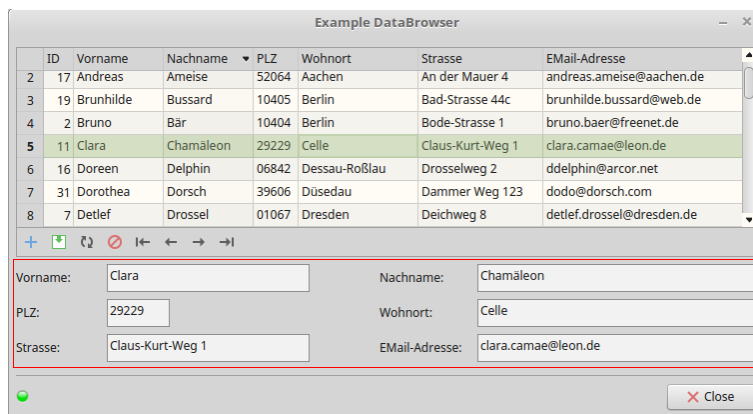 Example DataBrowser
ID Vorname Nachname PLZ Wohnort Strasse EMail-Adresse
2 17 Andreas Ameise 52064 Aachen An der Mauer 4 andreas.ameise@aachen.de
3 19 Brunhilde Bussard 10405 Berlin Bad-Strasse 44c brunhilde.bussard@web.de
4 2 Bruno Bär 10404 Berlin Bode-Strasse 1 bruno.baer@freenet.de
5 11 Clara Chamäleon 29229 Celle Claus-Kurt-Weg 1 clara.camae@leon.de
6 16 Doreen Delphin 06842 Dessau-Roßlau Drosselweg 2 ddelphin@arcor.net
7 31 Dorothea Dorsch 39606 Düsedau Dammer Weg 123 dodo@dorsch.com
8 7 Detlef Drossel 01067 Dresden Deichweg 8 detlef.drossel@dresden.de
Vorname: Clara Nachname: Chamäleon
PLZ: 29229 Wohnort: Celle
Strasse: Claus-Kurt-Weg 1 EMail-Adresse: clara.camae@leon.de
Close